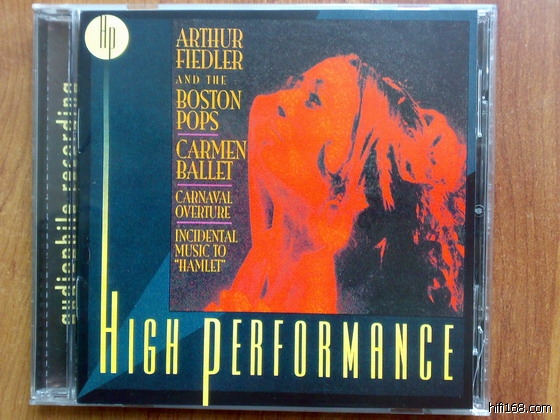 Hp
ARTHUR
FIEDLER
AND THE
BOSTON
POPS
CARMEN
BALLET
CARNAVAL
OVERTURE
INCIDENTAL
MUSIC TO
"HAMLET"
audiophile recording
HIGH PERFORMANCE
hifi168.com